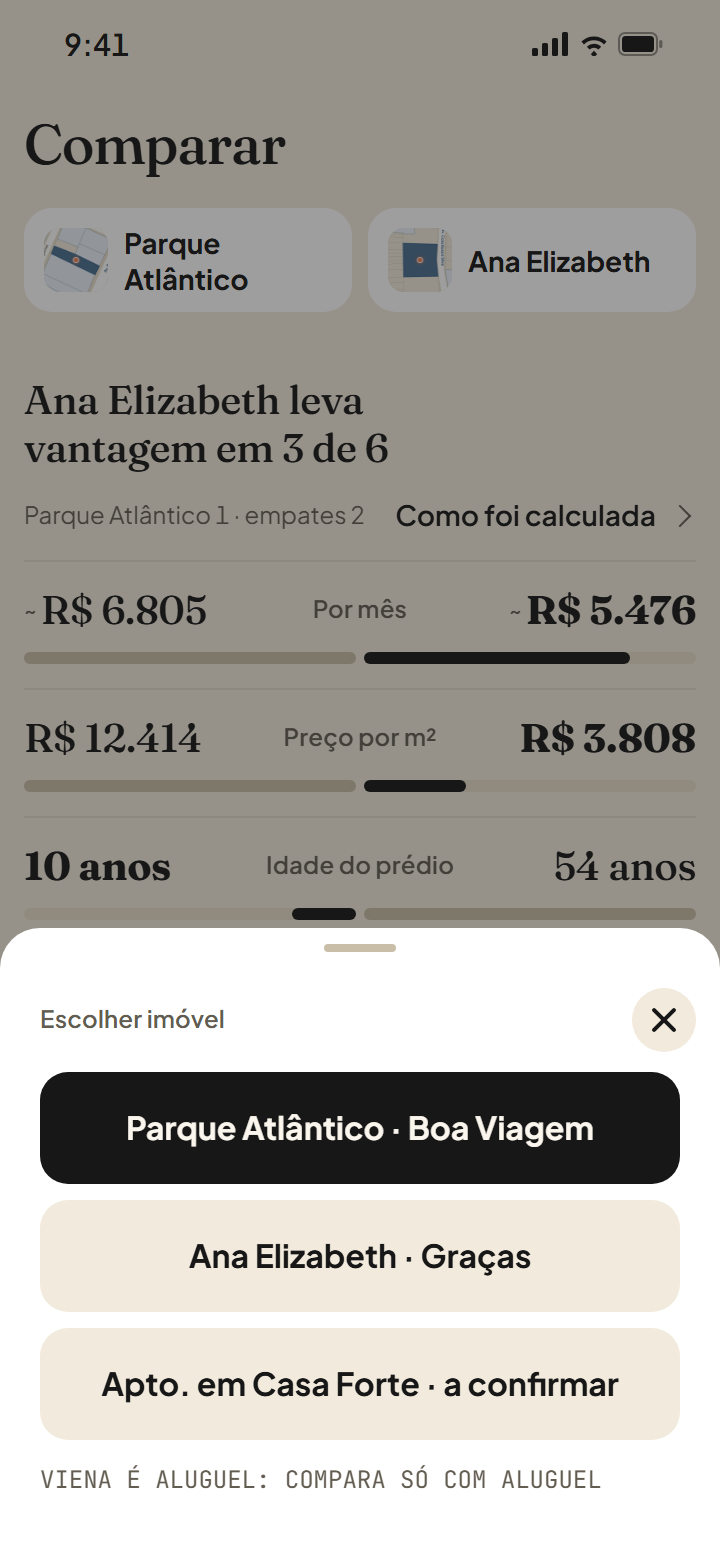 9:41
Comparar
Parque
Atlântico
Ana Elizabeth
Ana Elizabeth leva
vantagem em 3 de 6
Parque Atlântico 1 · empates 2
Como foi calculada
~ R$ 6.805 Por mês ~ R$ 5.476
R$ 12.414 Preço por m² R$ 3.808
10 anos Idade do prédio 54 anos
Escolher imóvel
Parque Atlântico · Boa Viagem
Ana Elizabeth · Graças
Apto. em Casa Forte · a confirmar
VIENA É ALUGUEL: COMPARA SÓ COM ALUGUEL